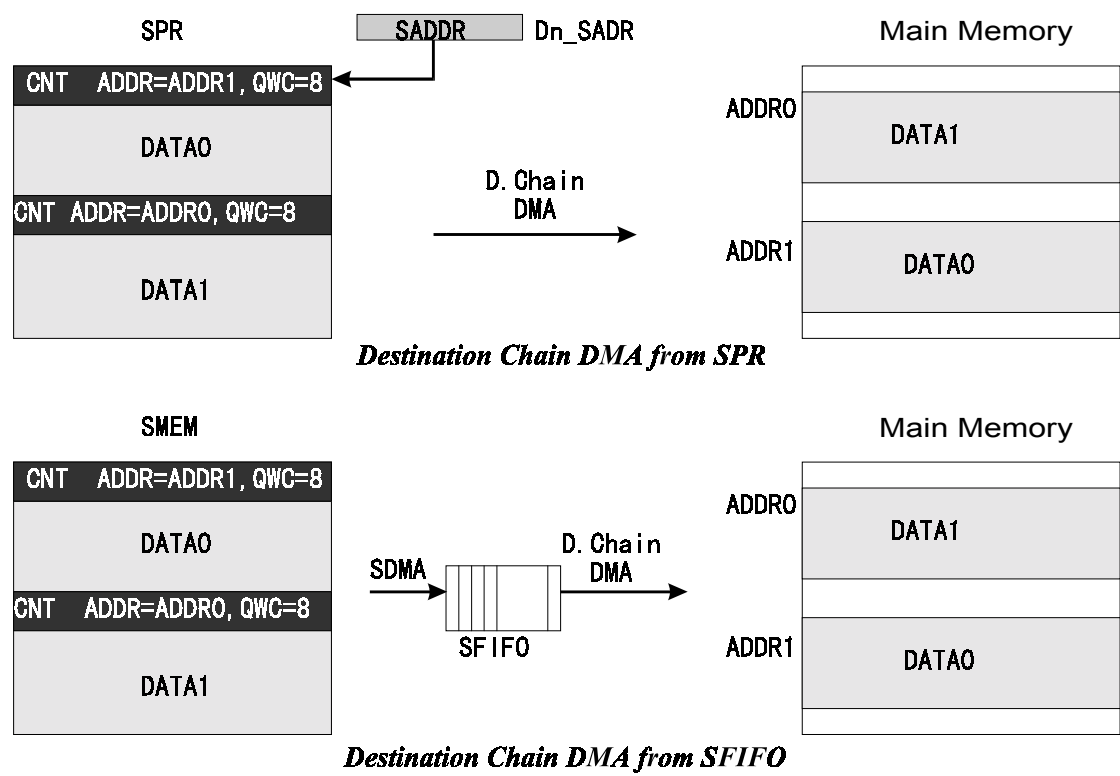 SPR
SADDR Dn_SADR
Main Memory
CNT ADDR=ADDR1, QWC=8
DATA0
CNT ADDR=ADDR0, QWC=8
DATA1
D. Chain
DMA
ADDR0
DATA1
ADDR1
DATA0
Destination Chain DMA from SPR
SMEM
Main Memory
CNT ADDR=ADDR1, QWC=8
DATA0
CNT ADDR=ADDR0, QWC=8
DATA1
SDMA
SFIFO
D. Chain
DMA
ADDR0
DATA1
ADDR1
DATA0
Destination Chain DMA from SFIFO